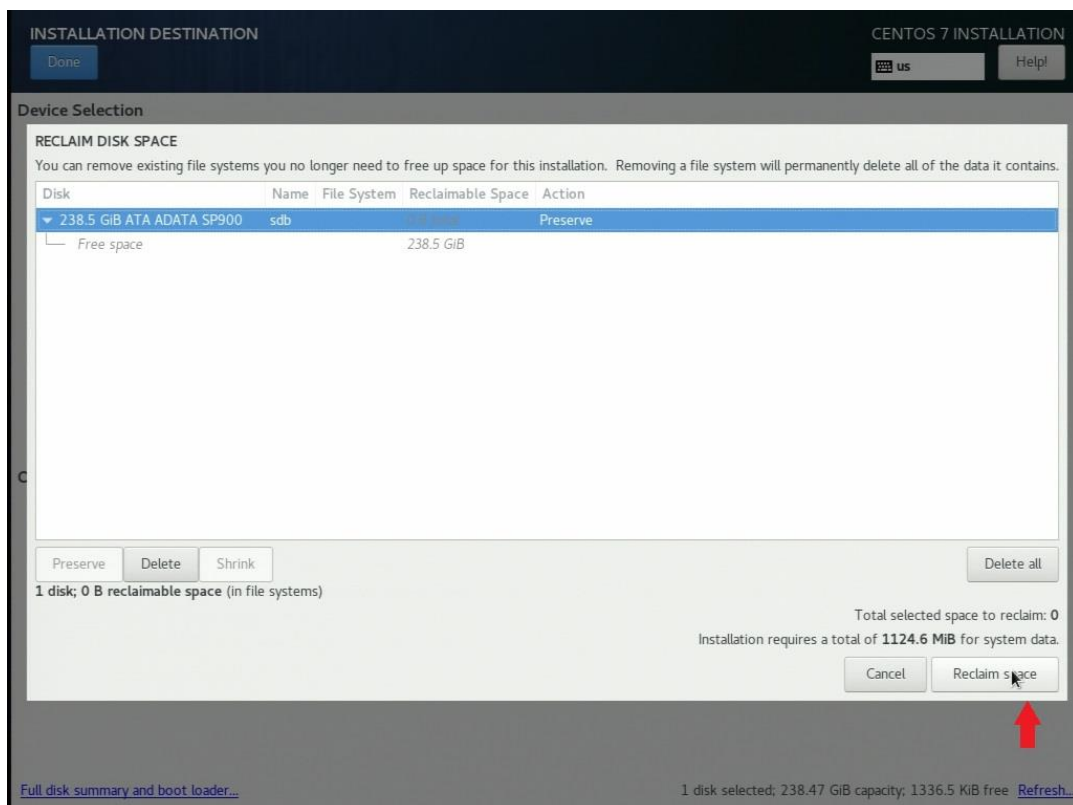 INSTALLATION DESTINATION
CENTOS 7 INSTALLATION
Done
us
Help!
Device Selection
RECLAIM DISK SPACE
You can remove existing file systems you no longer need to free up space for this installation. Removing a file system will permanently delete all of the data it contains.
Disk Name File System Reclaimable Space Action
238.5 GiB ATA ADATA SP900 sdb Preserve
Free space 238.5 GiB
Preserve Delete Shrink Delete all
1 disk; 0 B reclaimable space (in file systems)
Total selected space to reclaim: 0
Installation requires a total of 1124.6 MiB for system data.
Cancel Reclaim space
Full disk summary and boot loader... 1 disk selected; 238.47 GiB capacity; 1336.5 KiB free Refresh...